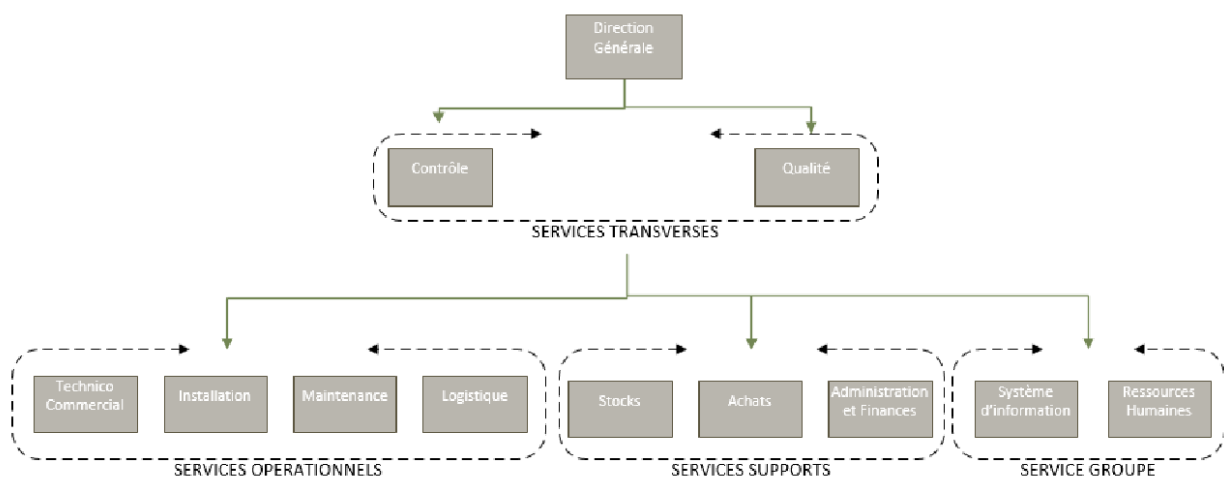 Direction
Générale
Contrôle
Qualité
SERVICES TRANSVERSES
Technico
Commercial
Installation
Maintenance
Logistique
Stocks
Achats
Administration
et Finances
Système
d'information
Ressources
Humaines
SERVICES OPERATIONNELS
SERVICES SUPPORTS
SERVICE GROUPE